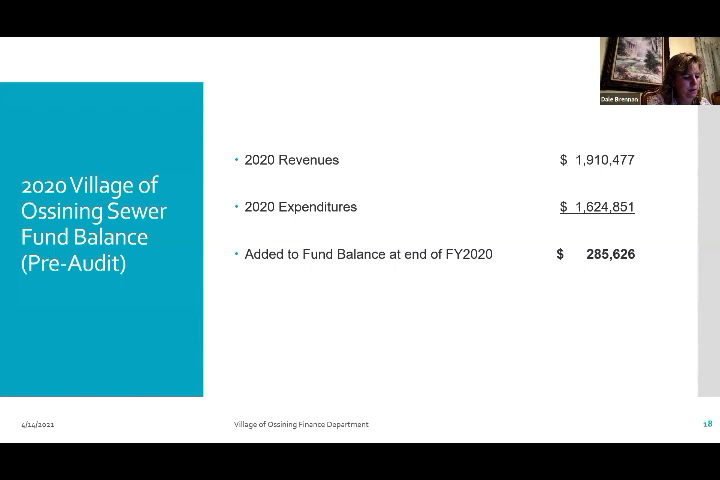 Dale Brennan
2020 Village of
Ossining Sewer
Fund Balance
(Pre-Audit)
• 2020 Revenues $ 1,910,477
• 2020 Expenditures $ 1,624,851
• Added to Fund Balance at end of FY2020 $ 285,626
4/14/2021 Village of Ossining Finance Department 18